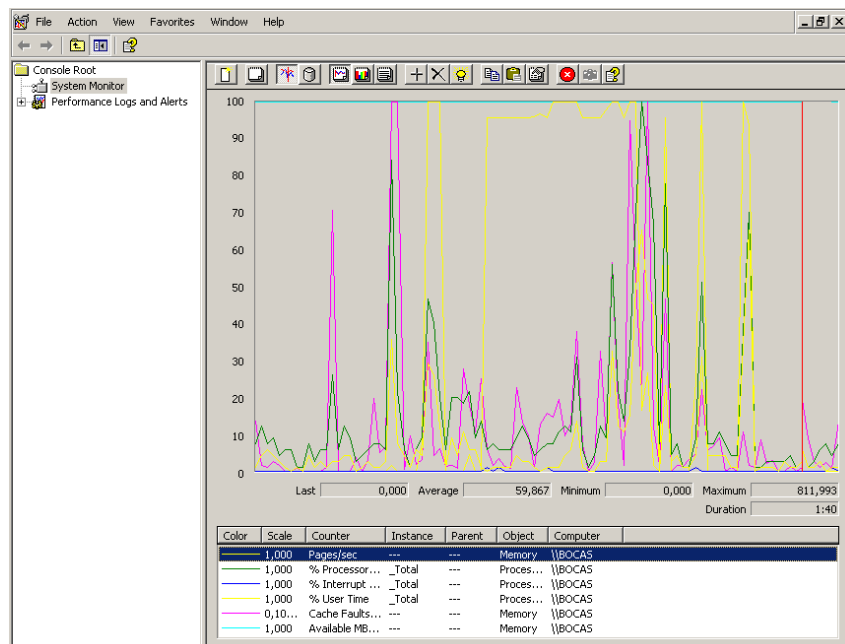 File Action View Favorites Window Help
Console Root
System Monitor
Performance Logs and Alerts
100
90
80
70
60
50
40
30
20
10
0
Last 0,000 Average 59,867 Minimum 0,000 Maximum 811,993
Duration 1:40
Color Scale Counter Instance Parent Object Computer
1,000 Pages/sec --- --- Memory \\BOCAS
1,000 % Processor... _Total --- Proces... \\BOCAS
1,000 % Interrupt ... _Total --- Proces... \\BOCAS
1,000 % User Time _Total --- Proces... \\BOCAS
0,10... Cache Faults... --- --- Memory \\BOCAS
1,000 Available MB... --- --- Memory \\BOCAS